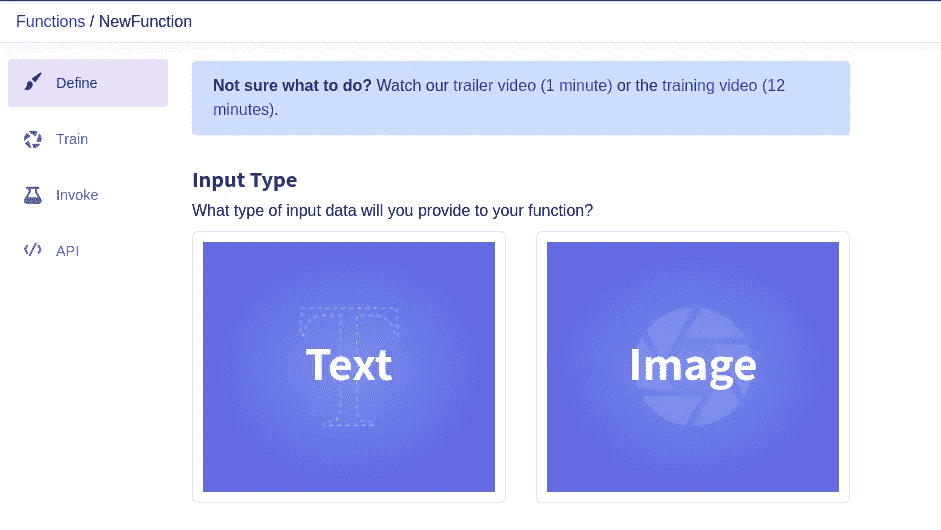 Functions / NewFunction
Define
Train
Invoke
API
Not sure what to do? Watch our trailer video (1 minute) or the training video (12
minutes).
Input Type
What type of input data will you provide to your function?
Text
Image